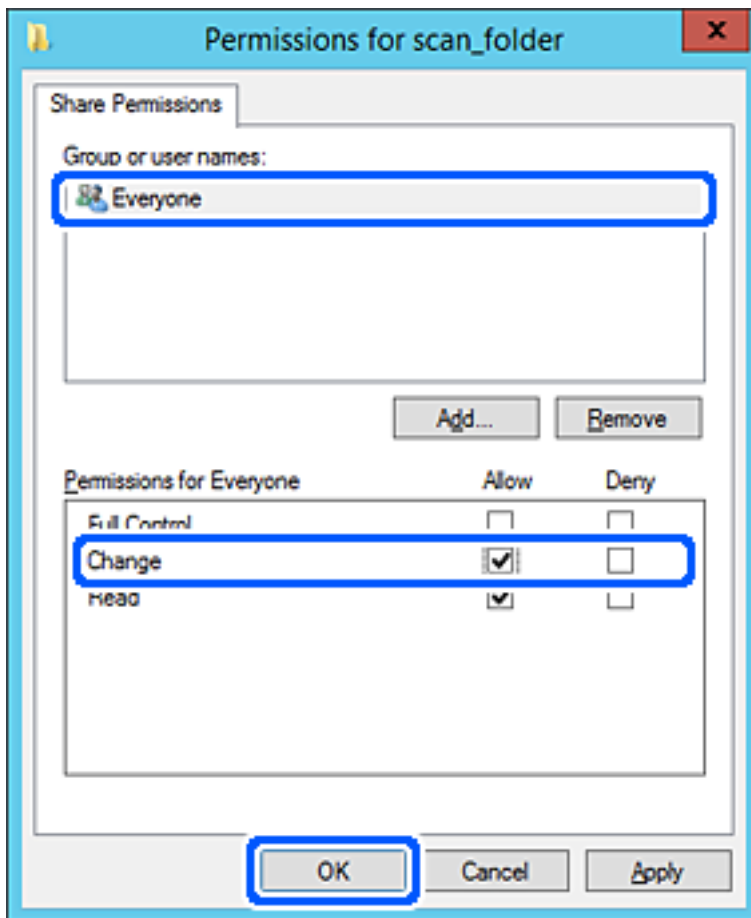 Permissions for scan_folder
x
Share Permissions
Group or user names:
Everyone
Add... Remove
Permissions for Everyone Allow Deny
Full Control
Change
Read
OK Cancel Apply